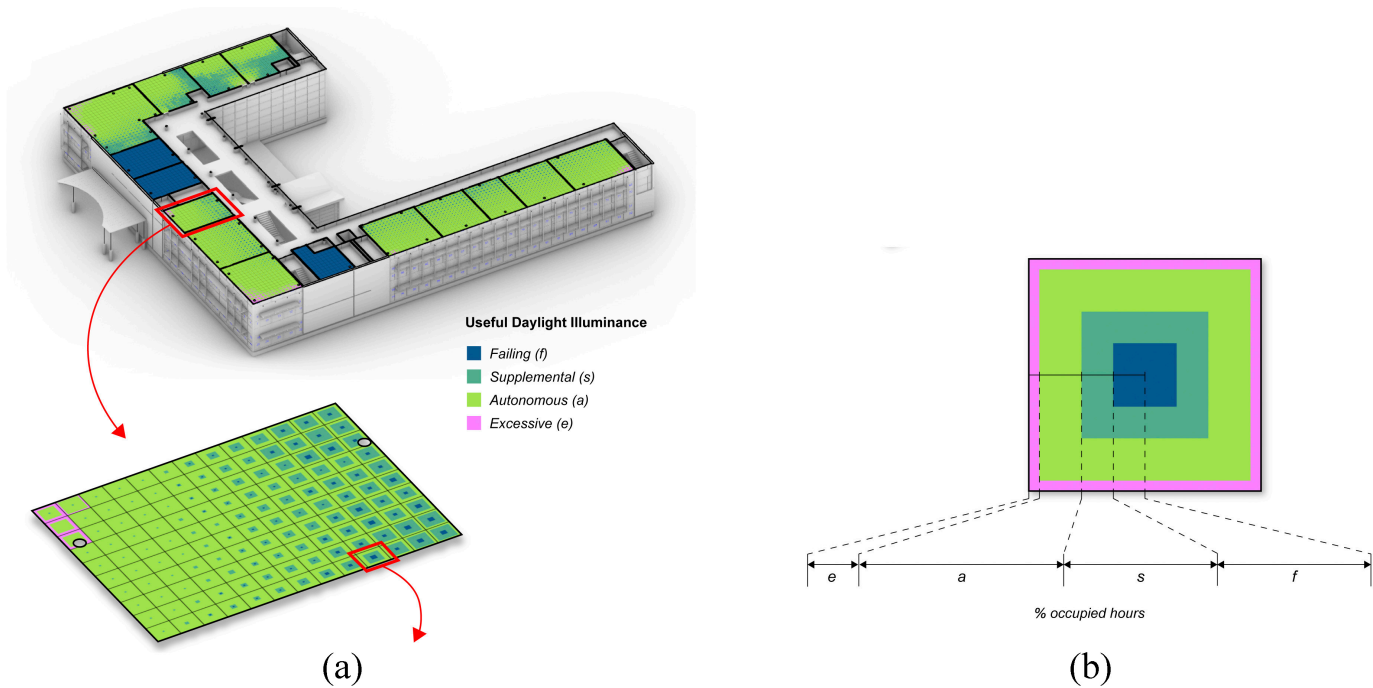 Useful Daylight Illuminance
Failing (f)
Supplemental (s)
Autonomous (a)
Excessive (e)
e a s f
% occupied hours
(a) (b)